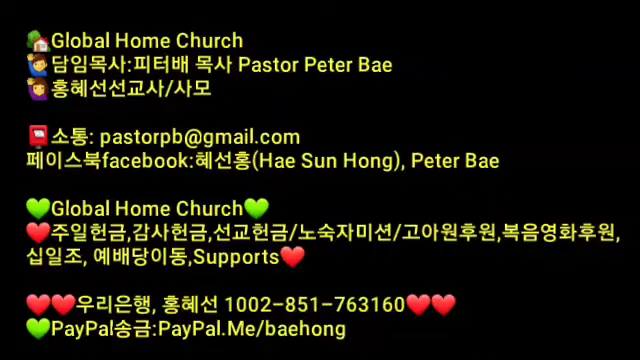 🏡Global Home Church
🙋‍♂️담임목사:피터배 목사 Pastor Peter Bae
🙋‍♀️홍혜선선교사/사모
📮소통: pastorpb@gmail.com
페이스북facebook:혜선홍(Hae Sun Hong), Peter Bae
💚Global Home Church💚
❤️주일헌금,감사헌금,선교헌금/노숙자미션/고아원후원,복음영화후원,
십일조, 예배당이동,Supports❤️
❤️❤️우리은행, 홍혜선 1002-851-763160❤️❤️
💚PayPal송금:PayPal.Me/baehong